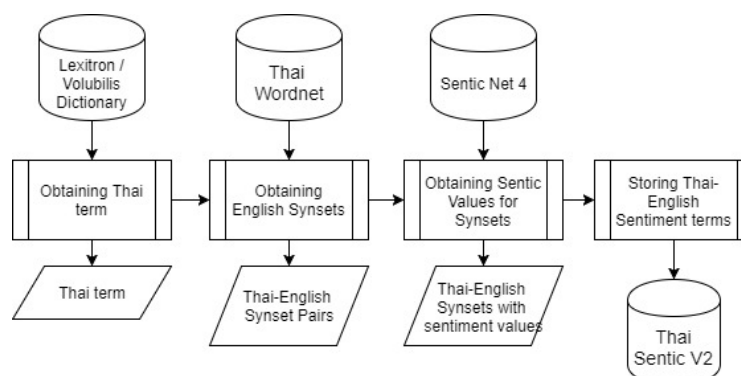 Lexitron /
Volubilis
Dictionary
Thai
Wordnet
Sentic Net 4
Obtaining Thai
term
Obtaining
English Synsets
Obtaining Sentic
Values for
Synsets
Storing Thai-
English
Sentiment terms
Thai term
Thai-English
Synset Pairs
Thai-English
Synsets with
sentiment values
Thai
Sentic V2